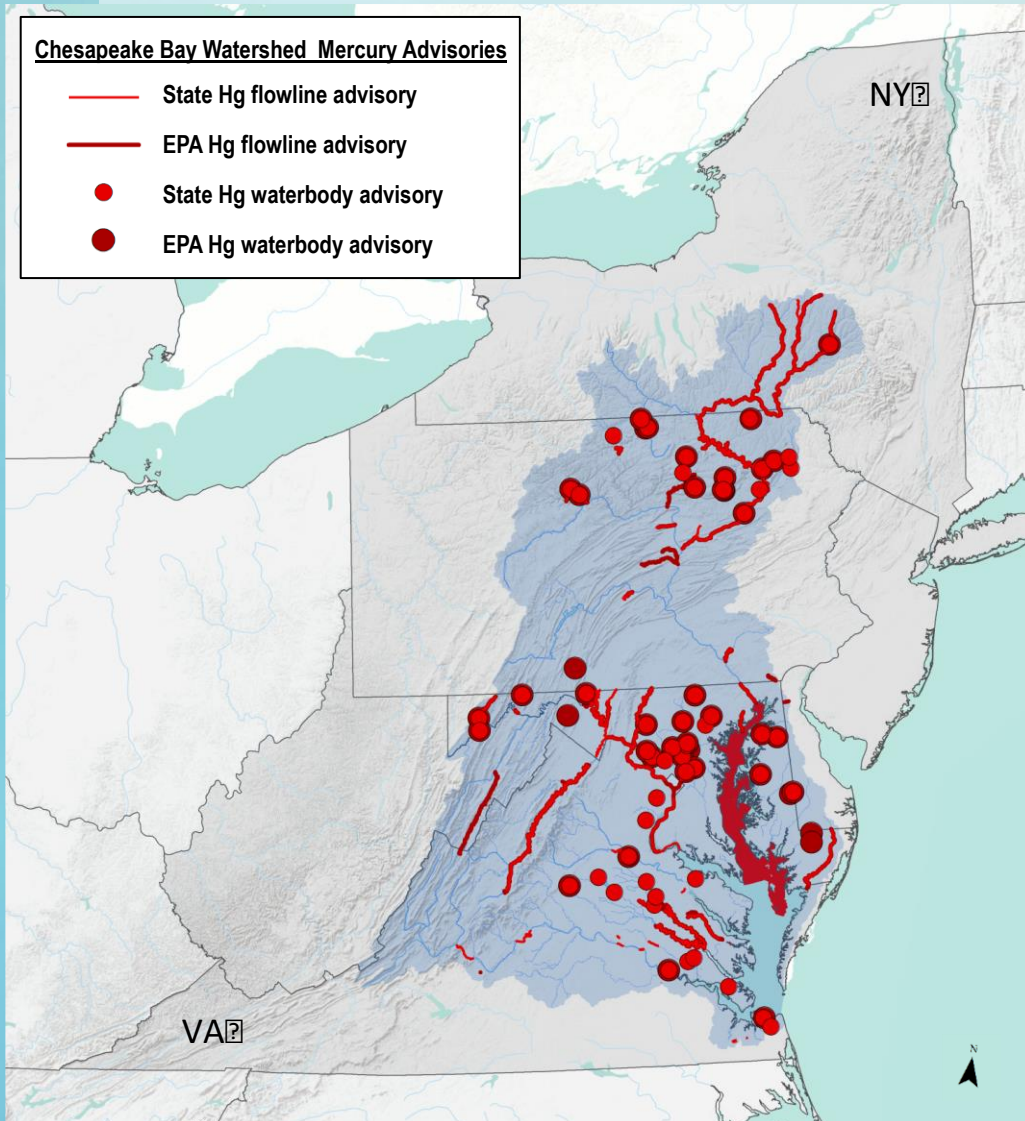 Chesapeake Bay Watershed Mercury Advisories
State Hg flowline advisory
EPA Hg flowline advisory
State Hg waterbody advisory
EPA Hg waterbody advisory
NY⍰
VA⍰
N